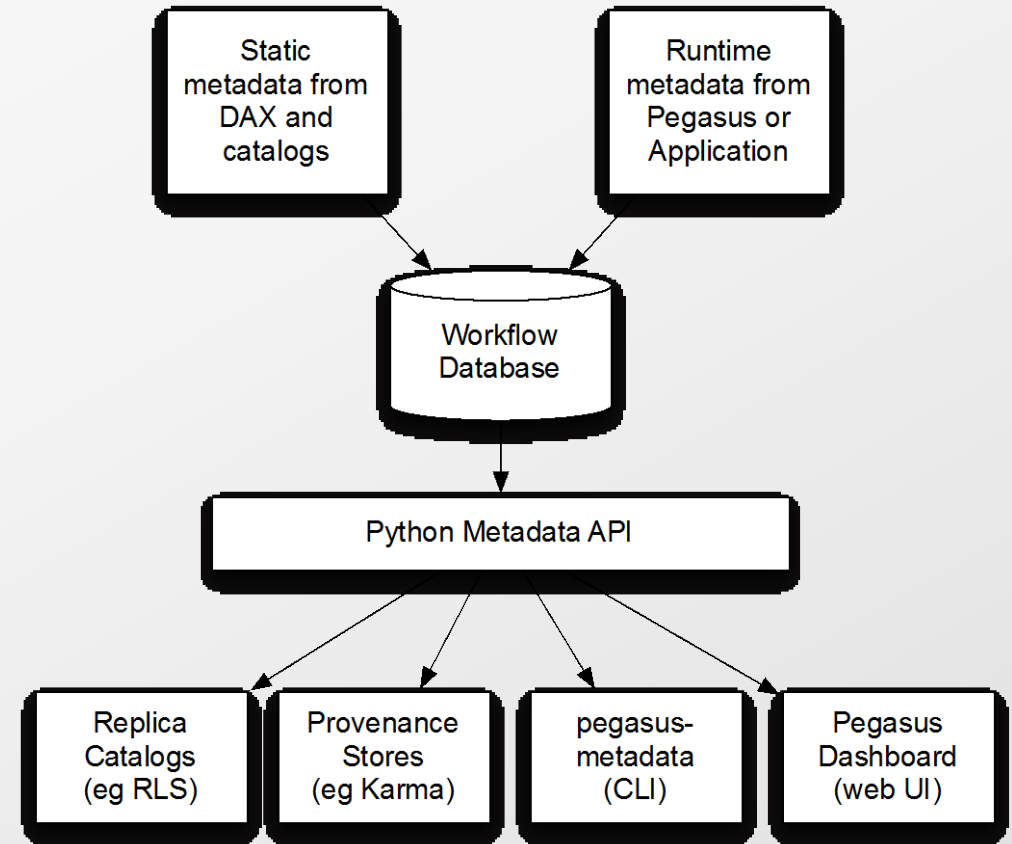 Static
metadata from
DAX and
catalogs
Runtime
metadata from
Pegasus or
Application
Workflow
Database
Python Metadata API
Replica
Catalogs
(eg RLS)
Provenance
Stores
(eg Karma)
pegasus-
metadata
(CLI)
Pegasus
Dashboard
(web UI)